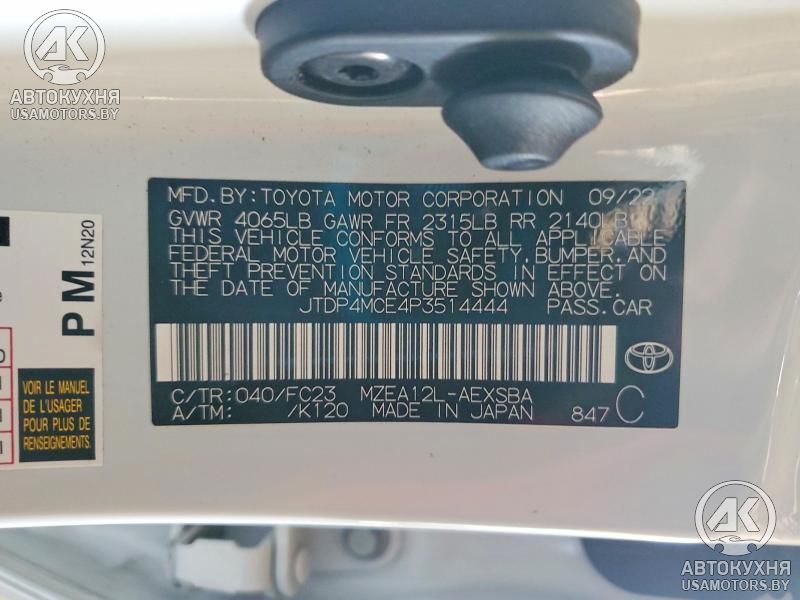 AK
АВТОКУХНЯ
USAMOTORS.BY
MFD.BY:TOYOTA MOTOR CORPORATION 09/22
GVWR 4065LB GAWR FR 2315LB RR 2140LB
THIS VEHICLE CONFORMS TO ALL APPLICABLE
FEDERAL MOTOR VEHICLE SAFETY,BUMPER,AND
THEFT PREVENTION STANDARDS IN EFFECT ON
THE DATE OF MANUFACTURE SHOWN ABOVE.
JTDP4MCE4P3514444 PASS.CAR
C/TR:040/FC23 MZEA12L-AEXSBA
A/TM: /K120 MADE IN JAPAN 847 C
PM 12N20
VOIR LE MANUEL
DE L'USAGER
POUR PLUS DE
RENSEIGNEMENTS
AK
АВТОКУХНЯ
USAMOTORS.BY